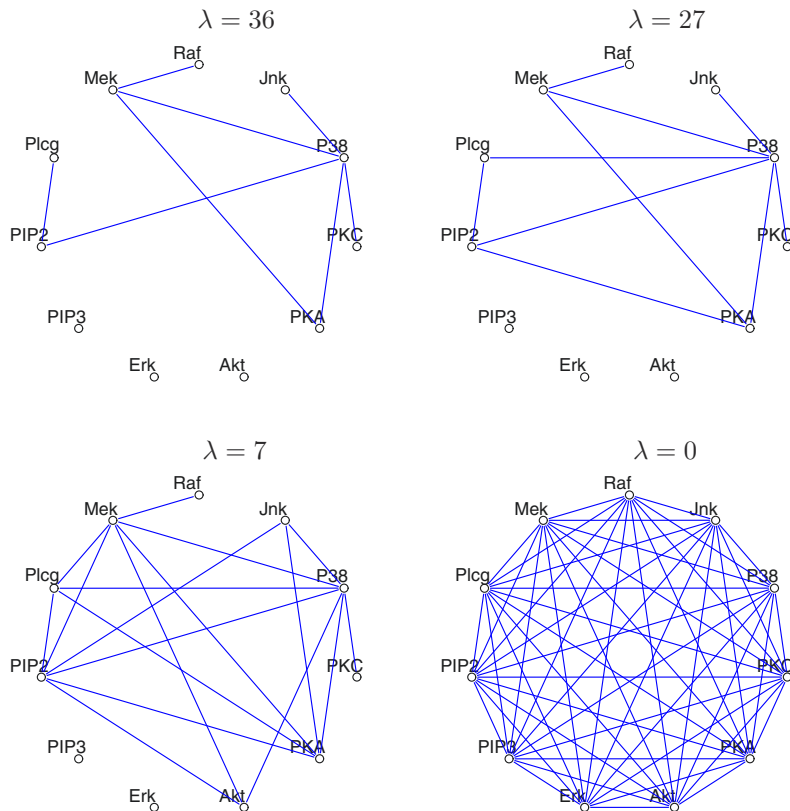 λ = 36
Raf
Mek
Jnk
Plcg
P38
PIP2
PKC
PIP3
PKA
Erk
Akt
λ = 27
Raf
Mek
Jnk
Plcg
P38
PIP2
PKC
PIP3
PKA
Erk
Akt
λ = 7
Raf
Mek
Jnk
Plcg
P38
PIP2
PKC
PIP3
PKA
Erk
Akt
λ = 0
Raf
Mek
Jnk
Plcg
P38
PIP2
PKC
PIP3
PKA
Erk
Akt